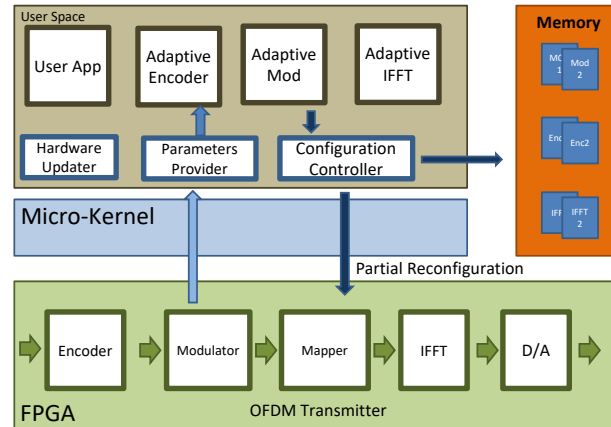 User Space
Memory
User App
Adaptive
Encoder
Adaptive
Mod
Adaptive
IFFT
Mod
2
1
Hardware
Updater
Parameters
Provider
Configuration
Controller
Enc2
Micro-Kernel
IFFT
2
Partial Reconfiguration
Encoder
Modulator
Mapper
IFFT
D/A
FPGA
OFDM Transmitter